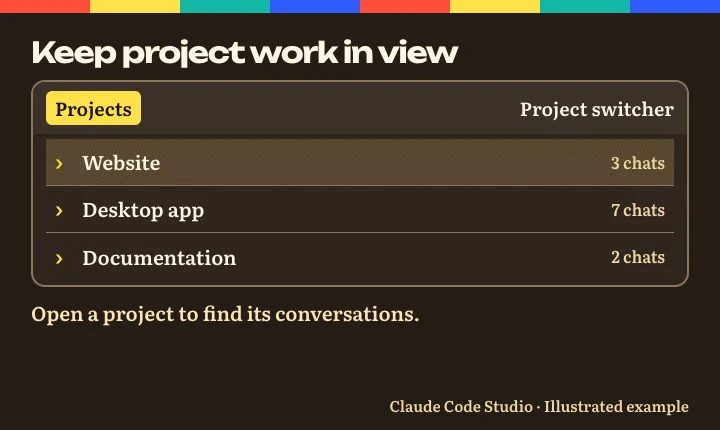 Keep project work in view
Projects
Project switcher
› Website
3 chats
› Desktop app
7 chats
› Documentation
2 chats
Open a project to find its conversations.
Claude Code Studio · Illustrated example